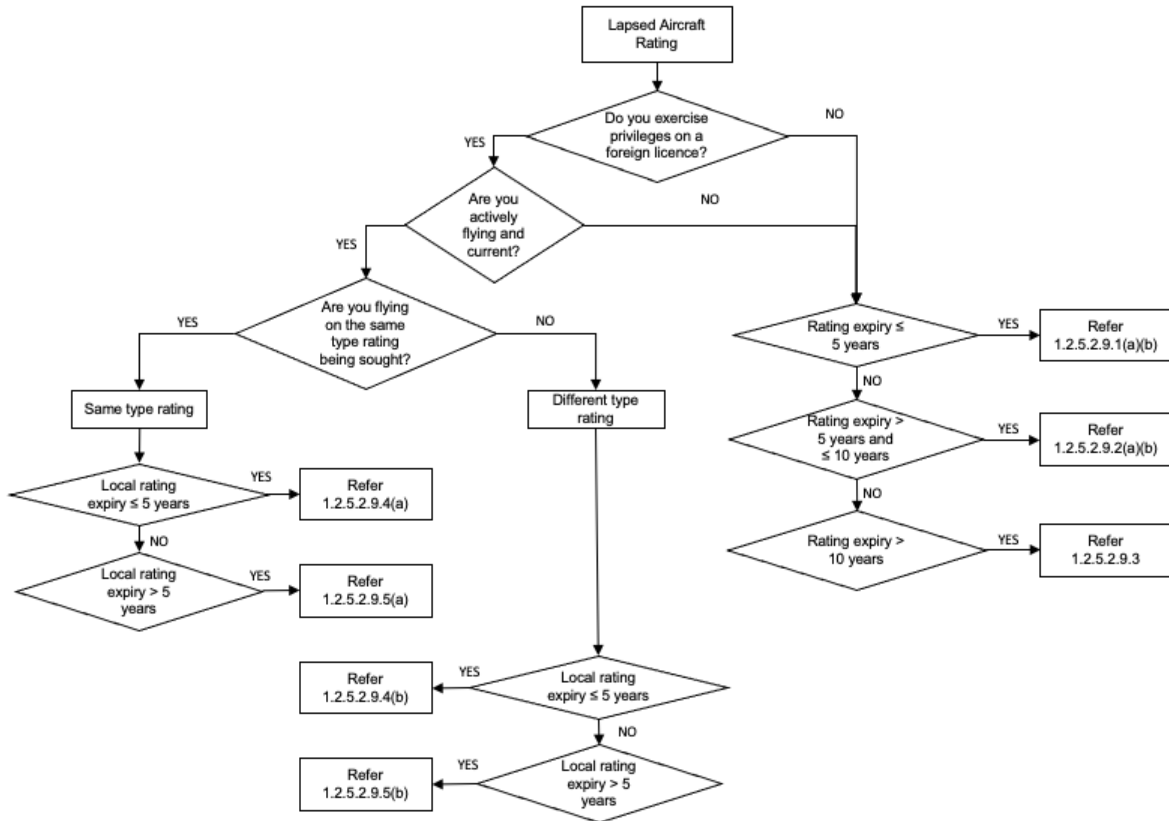 Lapsed Aircraft
Rating
Do you exercise
privileges on a
foreign licence?
NO
YES
Are you
actively
flying and
current?
NO
YES
Are you flying
on the same
type rating
being sought?
YES
NO
Rating expiry ≤
5 years
YES
Refer
1.2.5.2.9.1(a)(b)
NO
Same type rating
Different type
rating
Rating expiry >
5 years and
≤ 10 years
YES
Refer
1.2.5.2.9.2(a)(b)
NO
Local rating
expiry ≤ 5 years
YES
Refer
1.2.5.2.9.4(a)
NO
Rating expiry >
10 years
YES
Refer
1.2.5.2.9.3
Local rating
expiry > 5
years
YES
Refer
1.2.5.2.9.5(a)
Local rating
expiry ≤ 5 years
YES
Refer
1.2.5.2.9.4(b)
NO
Local rating
expiry > 5
years
YES
Refer
1.2.5.2.9.5(b)